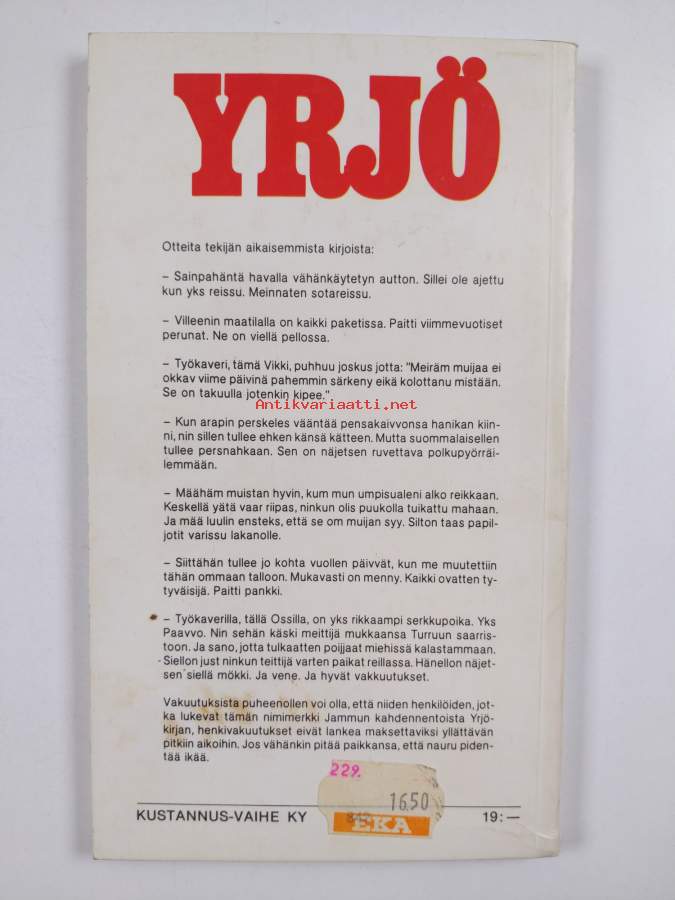 YRJÖ
Otteita tekijän aikaisemmista kirjoista:
– Sainpahäntä havalla vähänkäytetyn autton. Sillei ole ajettu
kun yks reissu. Meinnaten sotareissu.
– Villeenin maatilalla on kaikki paketissa. Paitti viimmevuotiset
perunat. Ne on viellä pellossa.
– Työkaveri, tämä Vikki, puhhuu joskus jotta: "Meiräm muijaa ei
okkav viime päivinä pahemmin särkeny eikä kolottanu mistään.
Se on takuulla jotenkin kipee."
Antikvariaatti.net
– Kun arapin perskeles vääntää pensakaivvonsa hanikan kiin-
ni, nin sillen tullee ehken känsä kätteen. Mutta suommalaisellen
tullee persnahkaan. Sen on näjetsen ruvettava polkupyörräi-
lemmään.
– Määhäm muistan hyvin, kum mun umpisualeni alko reikkaan.
Keskellä yätä vaar riipas, ninkun olis puukolla tuikattu mahaan.
Ja mää luulin ensteks, että se om muijan syy. Silton taas papil-
jotit varissu lakanolle.
– Siittähän tullee jo kohta vuollen päivvät, kun me muutettiin
tähän ommaan talloon. Mukavasti on menny. Kaikki ovatten ty-
tyväisijä. Paitti pankki.
– Työkaverilla, tällä Ossilla, on yks rikkaampi serkkupoika. Yks
Paavvo. Nin sehän käski meittijä mukkaansa Turruun saarris-
toon. Ja sano, jotta tulkaatten poijjaat miehissä kalastammaan.
Siellon just ninkun teittijä varten paikat reillassa. Hänellon näjet-
sen siellä mökki. Ja vene. Ja hyvät vakkuutukset.
Vakuutuksista puheenollen voi olla, että niiden henkilöiden, jot-
ka lukevat tämän nimimerkki Jammun kahdennentoista Yrjö-
kirjan, henkivakuutukset eivät lankea maksettaviksi yllättävän
pitkiin aikoihin. Jos vähänkin pitää paikkansa, että nauru piden-
tää ikää.
229.
1650
KUSTANNUS-VAIHE KY
EKA
19:—